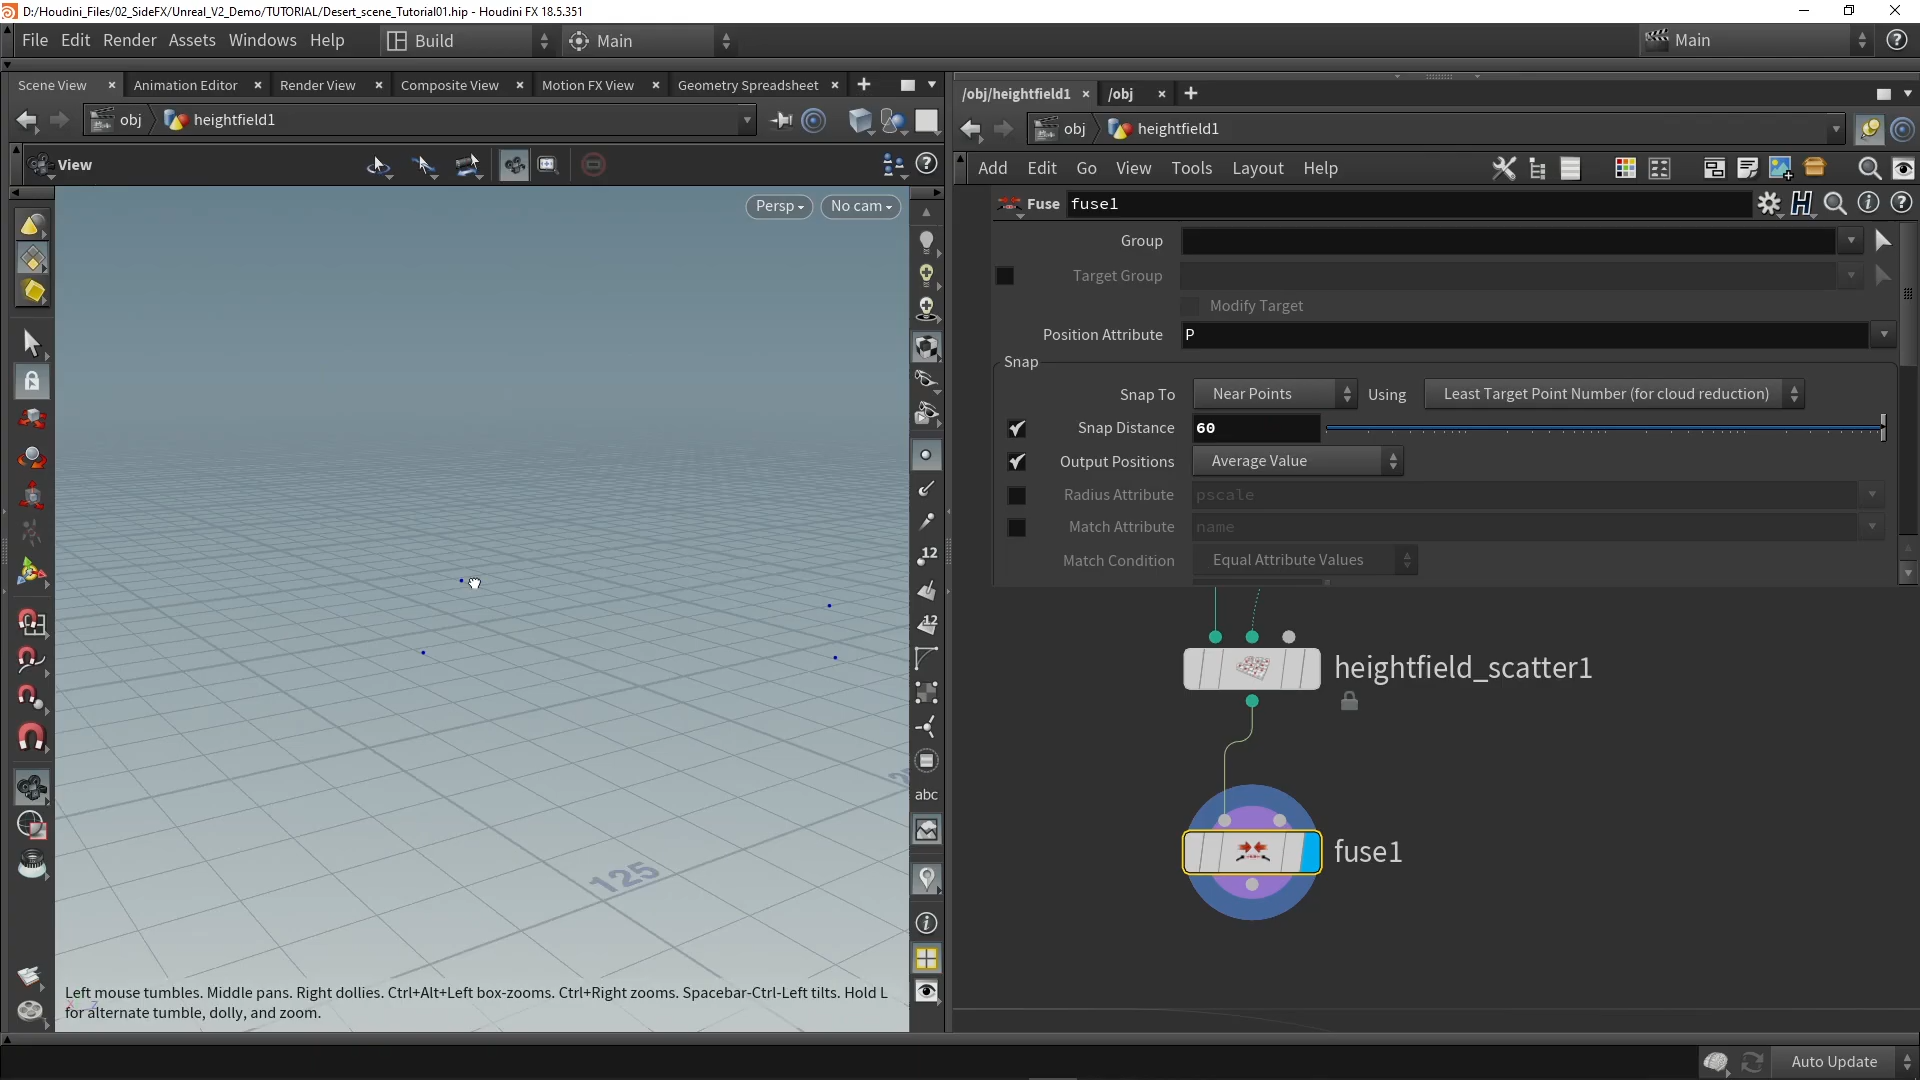 D:/Houdini_Files/02_SideFX/Unreal_V2_Demo/TUTORIAL/Desert_scene_Tutorial01.hip - Houdini FX 18.5.351
File Edit Render Assets Windows Help Build Main Main
Scene View Animation Editor Render View Composite View Motion FX View Geometry Spreadsheet
obj heightfield1
View
Persp No cam
12
12
abc
125
Left mouse tumbles. Middle pans. Right dollies. Ctrl+Alt+Left box-zooms. Ctrl+Right zooms. Spacebar-Ctrl-Left tilts. Hold L
for alternate tumble, dolly, and zoom.
/obj/heightfield1 /obj
obj heightfield1
Add Edit Go View Tools Layout Help
Fuse fuse1
Group
Target Group
Modify Target
Position Attribute P
Snap
Snap To Near Points Using Least Target Point Number (for cloud reduction)
Snap Distance 60
Output Positions Average Value
Radius Attribute pscale
Match Attribute name
Match Condition Equal Attribute Values
heightfield_scatter1
fuse1
Auto Update